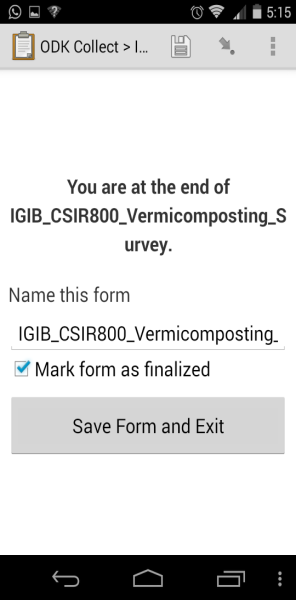 5:15
ODK Collect > I...
You are at the end of
IGIB_CSIR800_Vermicomposting_S
urvey.
Name this form
IGIB_CSIR800_Vermicomposting_
Mark form as finalized
Save Form and Exit